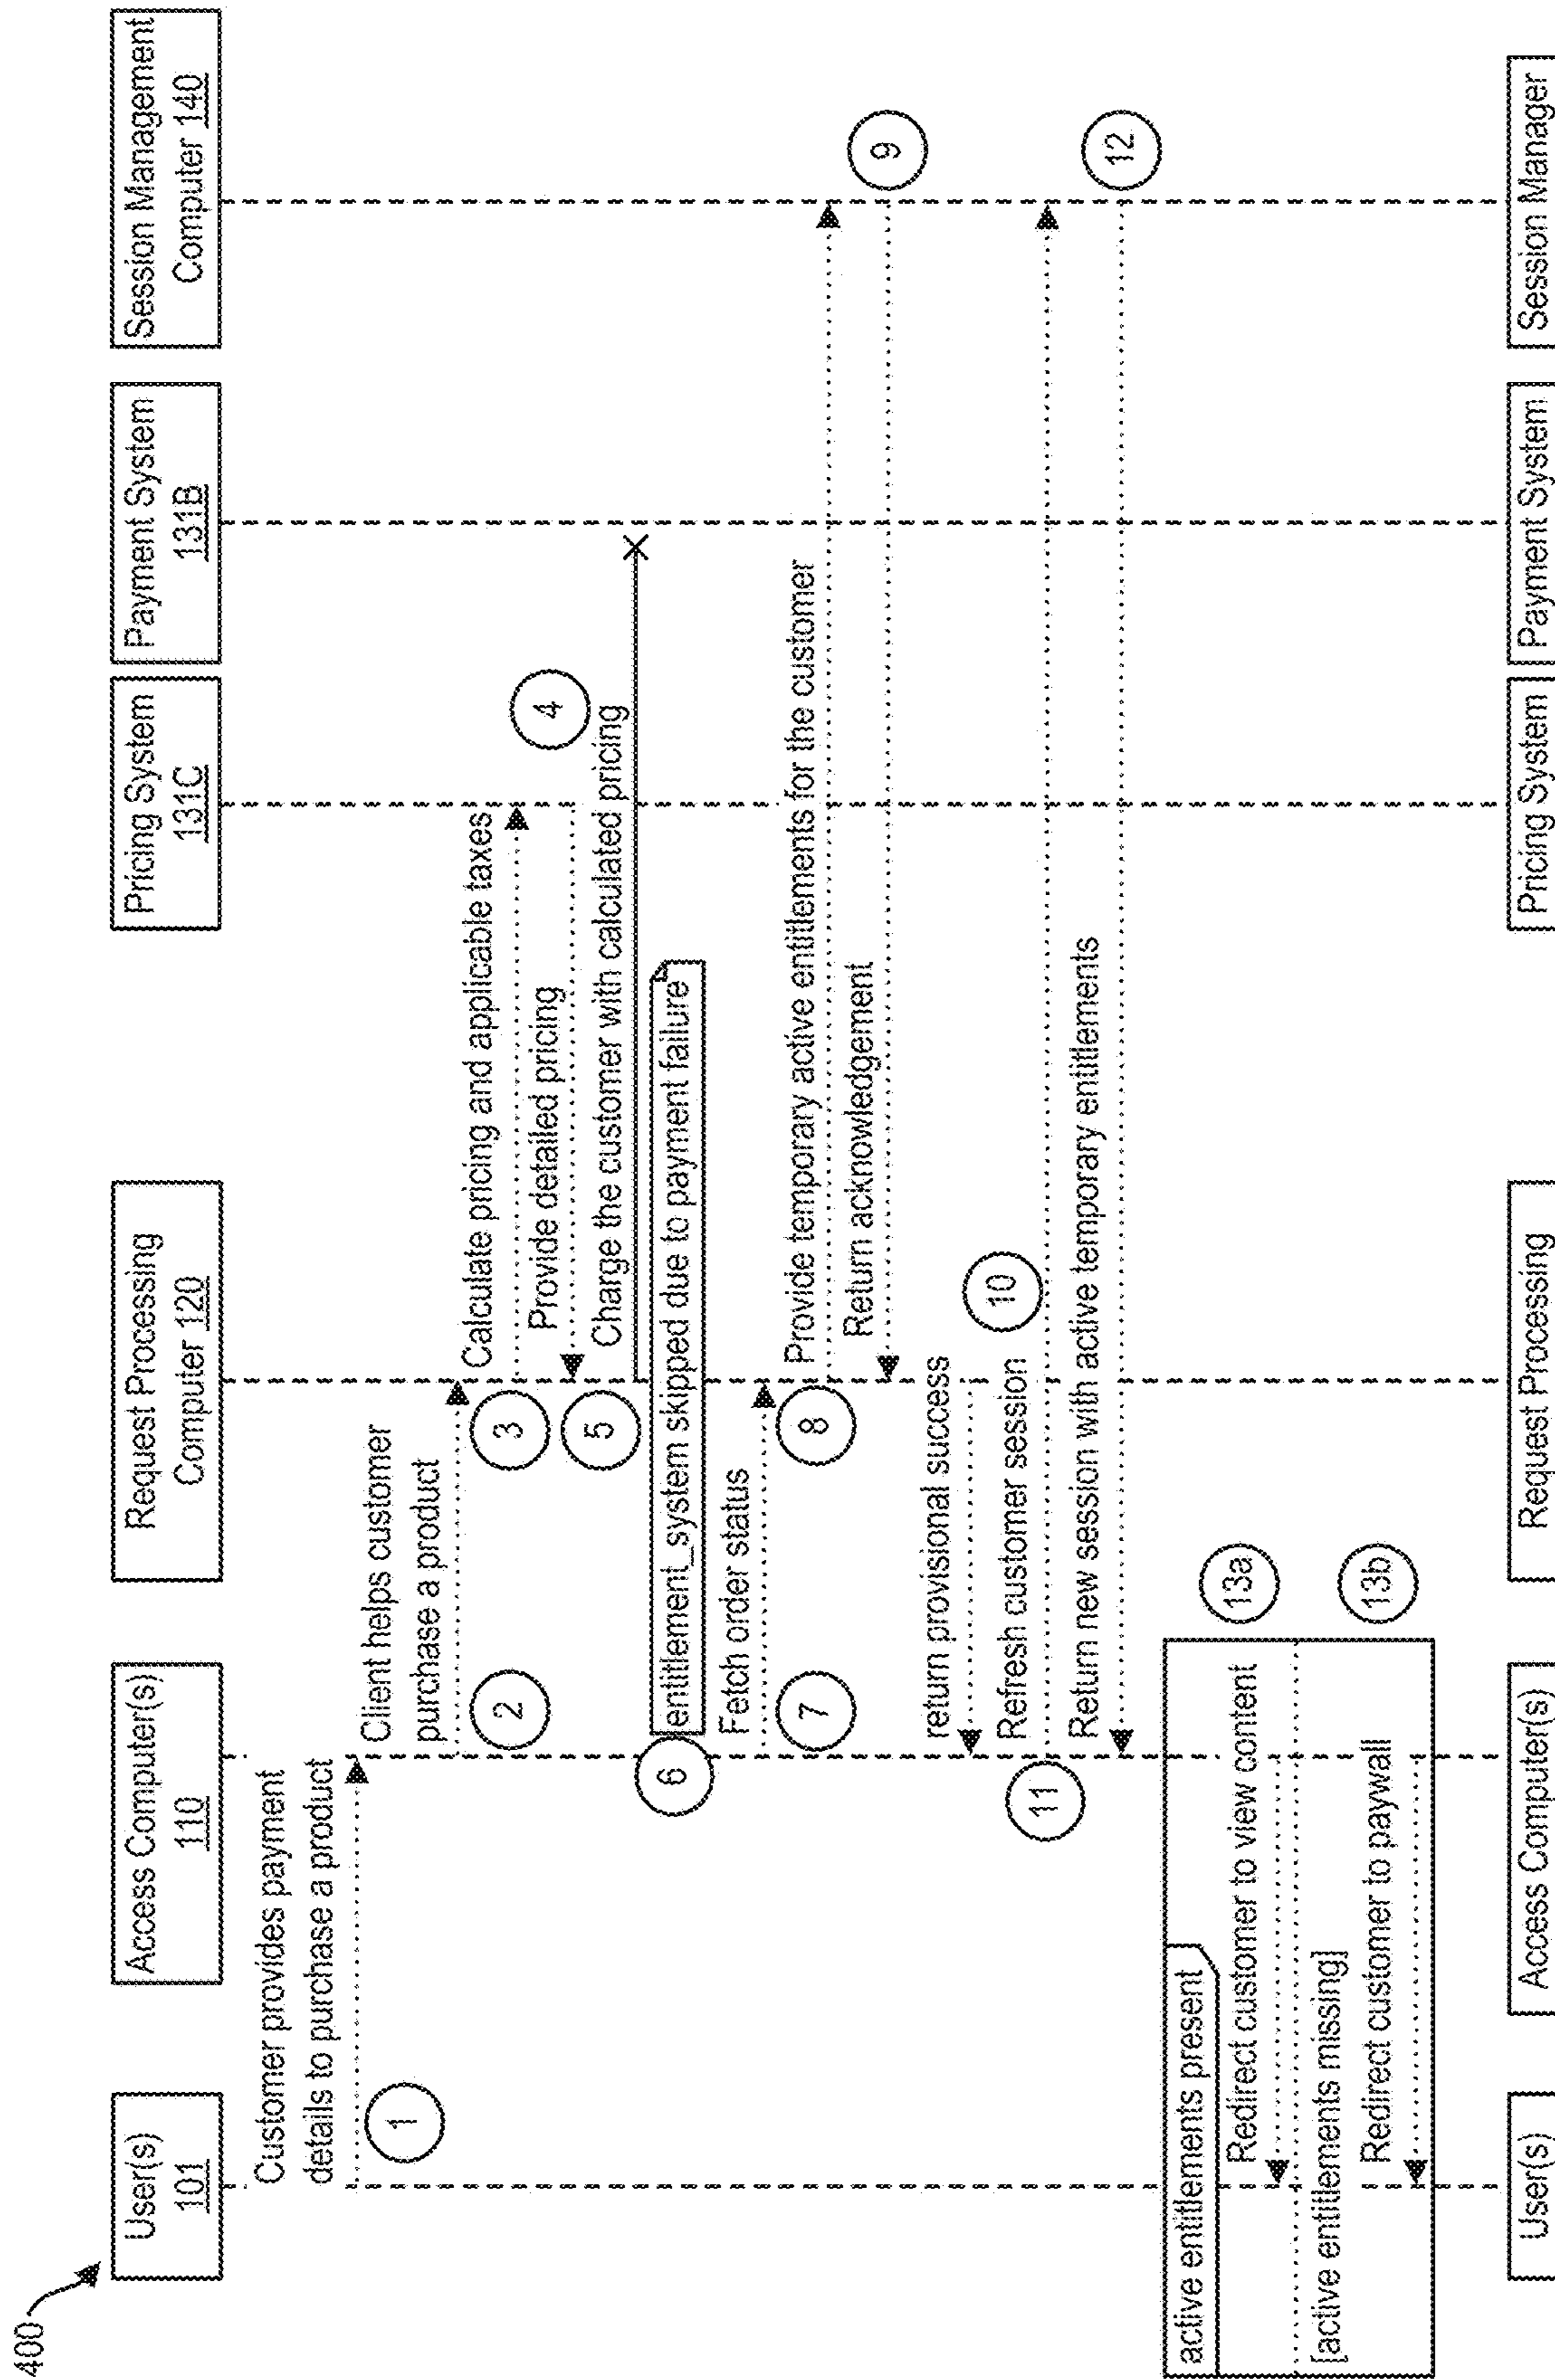 400
User(s)
101
Access Computer(s)
110
Request Processing
Computer 120
Pricing System
131C
Payment System
131B
Session Management
Computer 140
Customer provides payment
details to purchase a product
1
Client helps customer
purchase a product
2
Calculate pricing and applicable taxes
3
Provide detailed pricing
4
Charge the customer with calculated pricing
5
entitlement_system skipped due to payment failure
6
Fetch order status
7
Provide temporary active entitlements for the customer
8
Return acknowledgement
9
return provisional success
10
Refresh customer session
11
Return new session with active temporary entitlements
12
active entitlements present
Redirect customer to view content
13a
[active entitlements missing]
Redirect customer to paywall
13b
User(s)
Access Computer(s)
Request Processing
Pricing System
Payment System
Session Manager